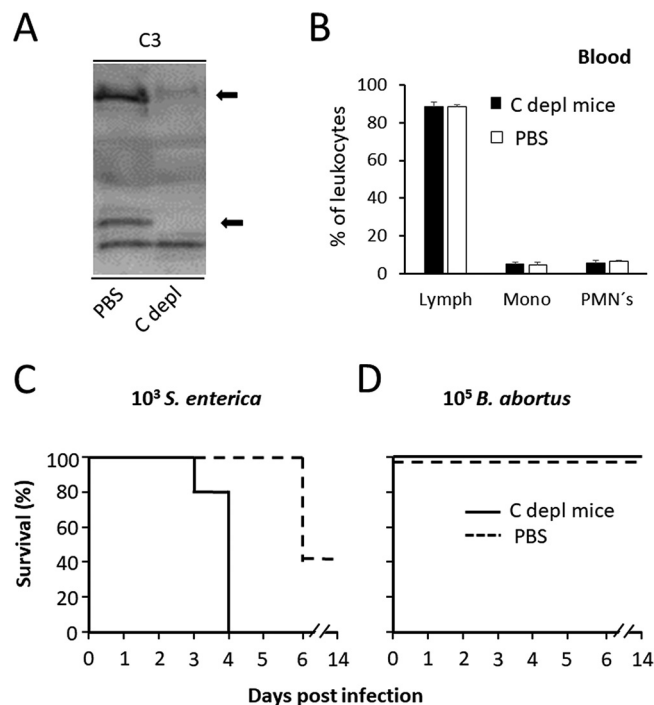 A
C3
PBS
C depl
B
Blood
% of leukocytes
100
80
60
40
20
0
C depl mice
PBS
Lymph Mono PMN´s
C
10³ S. enterica
Survival (%)
100
80
60
40
20
0
0 1 2 3 4 6 14
D
10⁵ B. abortus
C depl mice
PBS
0 1 2 3 4 5 6 14
Days post infection